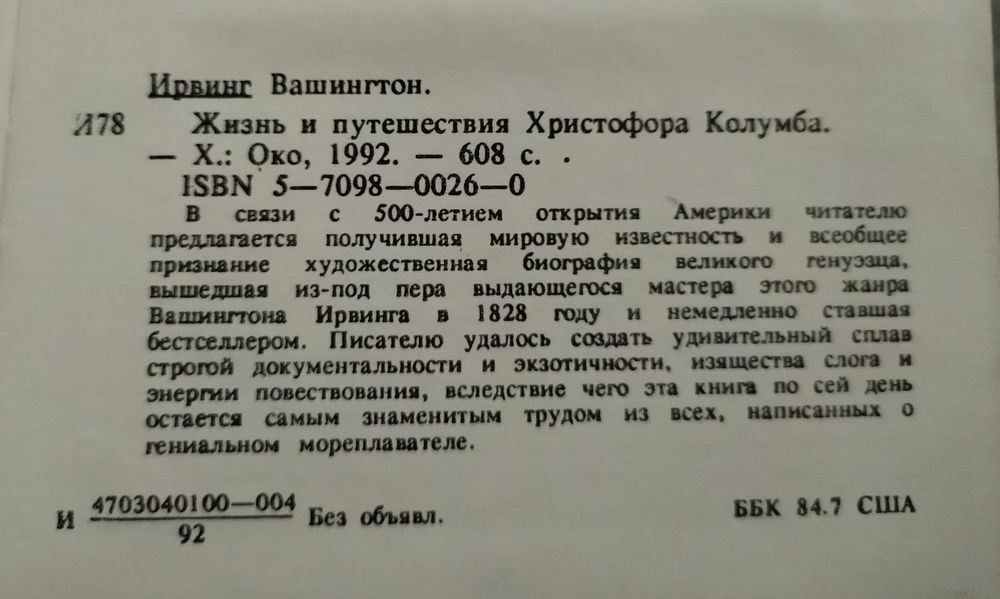 Ирвинг Вашингтон.
И78 Жизнь и путешествия Христофора Колумба.
— Х.: Око, 1992. — 608 с. .
ISBN 5—7098—0026—0
В связи с 500-летием открытия Америки читателю
предлагается получившая мировую известность и всеобщее
признание художественная биография великого генуэзца,
вышедшая из-под пера выдающегося мастера этого жанра
Вашингтона Ирвинга в 1828 году и немедленно ставшая
бестселлером. Писателю удалось создать удивительный сплав
строгой документальности и экзотичности, изящества слога и
энергии повествования, вследствие чего эта книга по сей день
остается самым знаменитым трудом из всех, написанных о
гениальном мореплавателе.
И 4703040100—004 Без объявл.
92
ББК 84.7 США